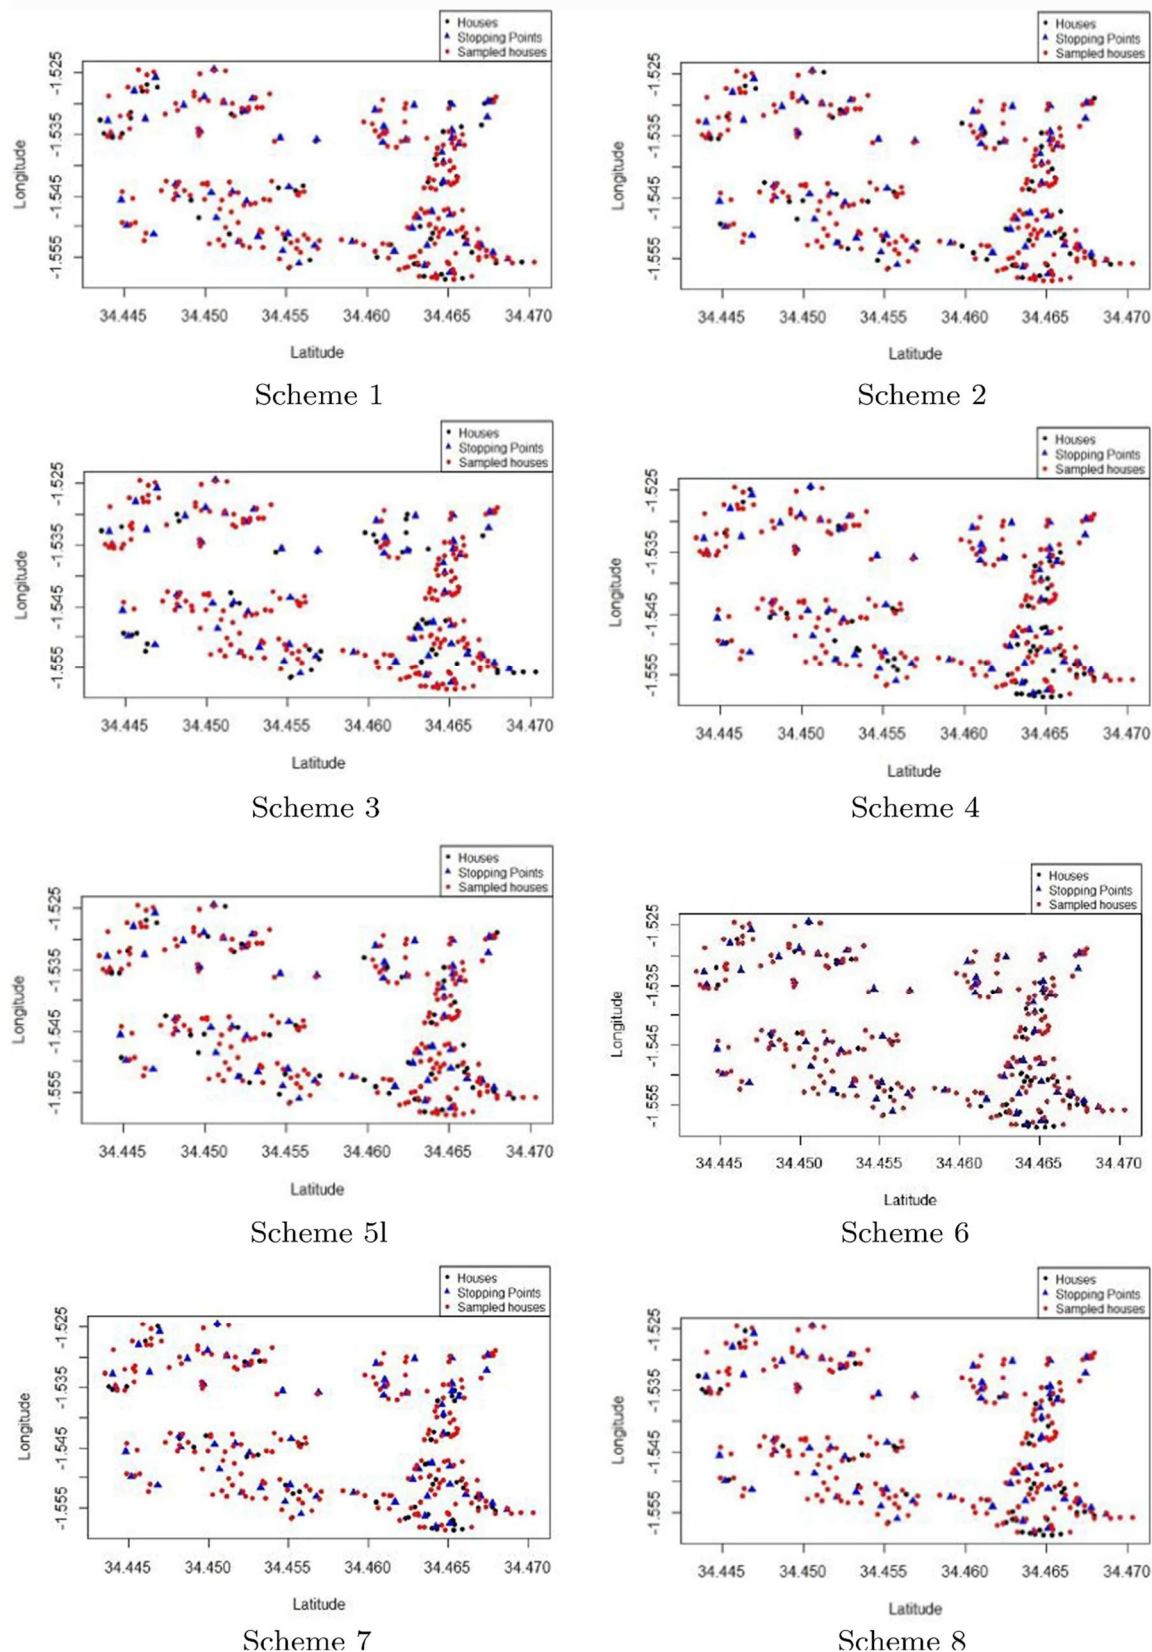 Houses
Stopping Points
Sampled houses
-1.525
-1.535
-1.545
-1.555
Longitude
34.445 34.450 34.455 34.460 34.465 34.470
Latitude
Scheme 1
Houses
Stopping Points
Sampled houses
-1.525
-1.535
-1.545
-1.555
Longitude
34.445 34.450 34.455 34.460 34.465 34.470
Latitude
Scheme 2
Houses
Stopping Points
Sampled houses
-1.525
-1.535
-1.545
-1.555
Longitude
34.445 34.450 34.455 34.460 34.465 34.470
Latitude
Scheme 3
Houses
Stopping Points
Sampled houses
-1.525
-1.535
-1.545
-1.555
Longitude
34.445 34.450 34.455 34.460 34.465 34.470
Latitude
Scheme 4
Houses
Stopping Points
Sampled houses
-1.525
-1.535
-1.545
-1.555
Longitude
34.445 34.450 34.455 34.460 34.465 34.470
Latitude
Scheme 5l
Houses
Stopping Points
Sampled houses
-1.525
-1.535
-1.545
-1.555
Longitude
34.445 34.450 34.455 34.460 34.465 34.470
Latitude
Scheme 6
Houses
Stopping Points
Sampled houses
-1.525
-1.535
-1.545
-1.555
Longitude
34.445 34.450 34.455 34.460 34.465 34.470
Latitude
Scheme 7
Houses
Stopping Points
Sampled houses
-1.525
-1.535
-1.545
-1.555
Longitude
34.445 34.450 34.455 34.460 34.465 34.470
Latitude
Scheme 8